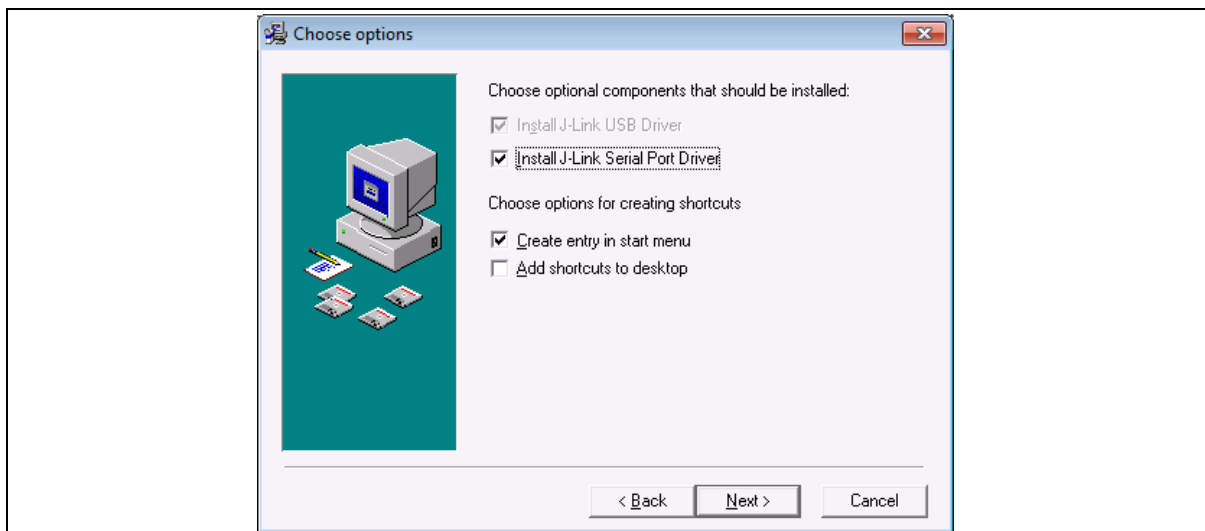 Choose options
Choose optional components that should be installed:
Install J-Link USB Driver
Install J-Link Serial Port Driver
Choose options for creating shortcuts
Create entry in start menu
Add shortcuts to desktop
< Back Next > Cancel